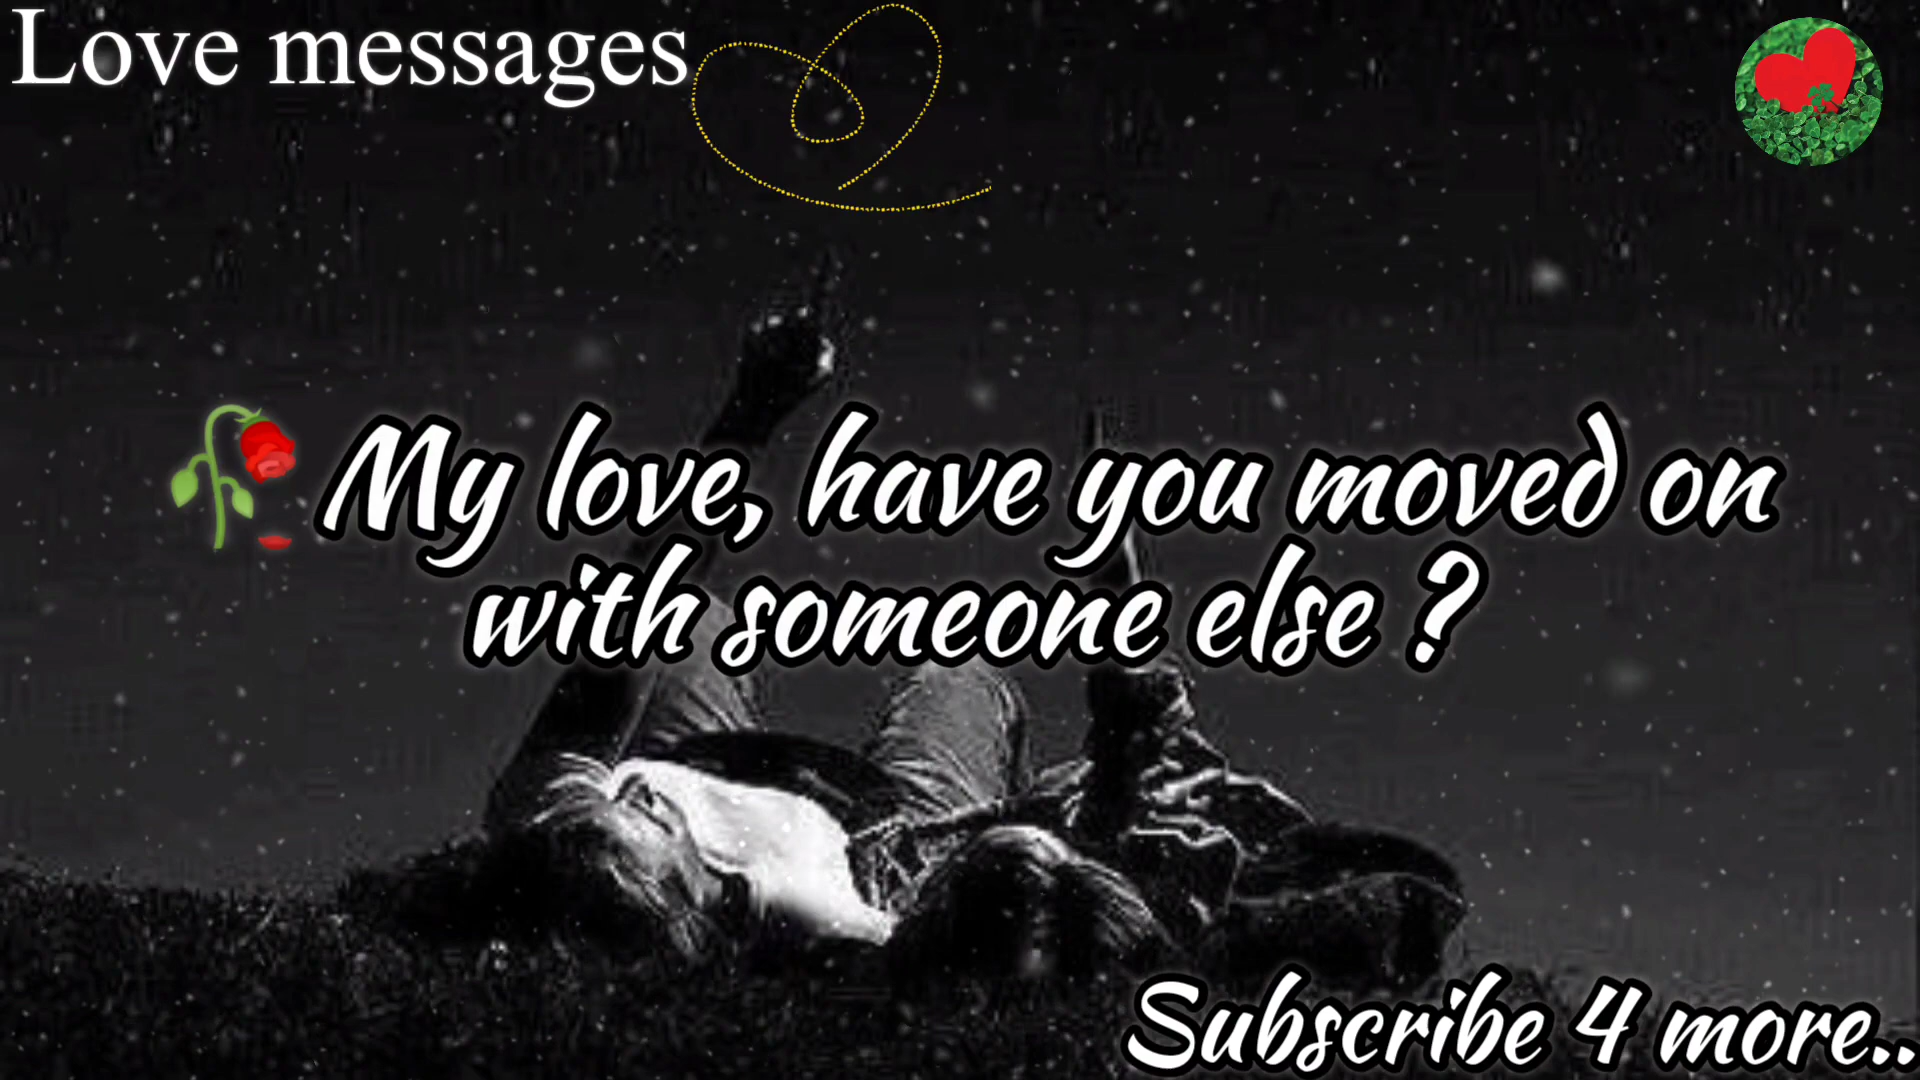 Love messages
🥀My love, have you moved on
with someone else ?
Subscribe 4 more..